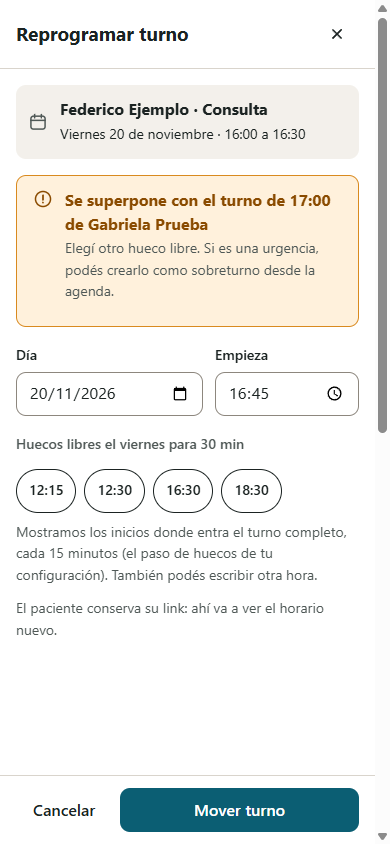 Reprogramar turno
Federico Ejemplo · Consulta
Viernes 20 de noviembre · 16:00 a 16:30
Se superpone con el turno de 17:00
de Gabriela Prueba
Elegí otro hueco libre. Si es una urgencia,
podés crearlo como sobreturno desde la
agenda.
Día
Empieza
20/11/2026
16:45
Huecos libres el viernes para 30 min
12:15
12:30
16:30
18:30
Mostramos los inicios donde entra el turno completo,
cada 15 minutos (el paso de huecos de tu
configuración). También podés escribir otra hora.
El paciente conserva su link: ahí va a ver el horario
nuevo.
Cancelar
Mover turno